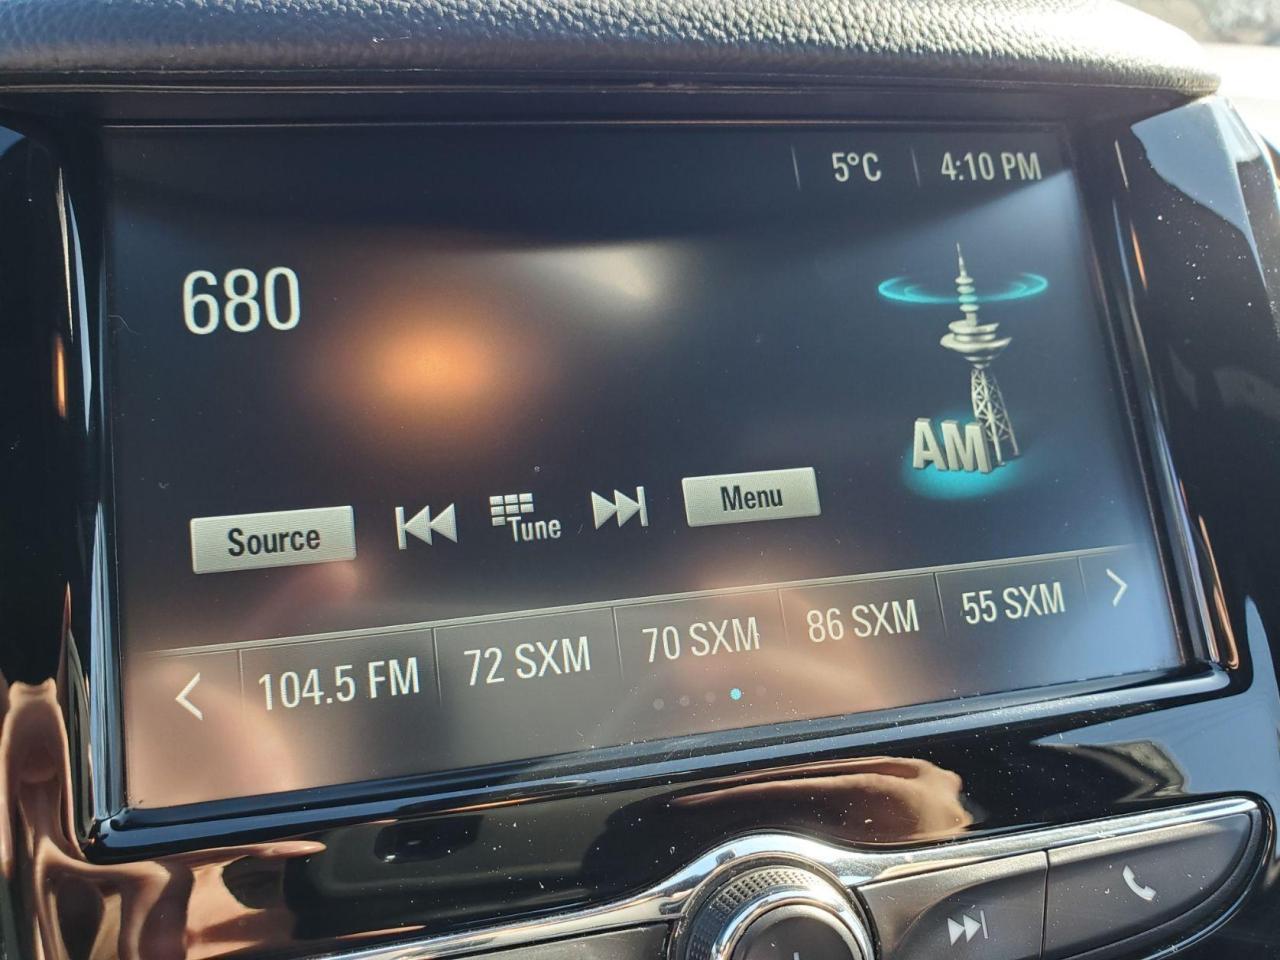 5°C 4:10 PM
680
AM
Source Tune Menu
104.5 FM 72 SXM 70 SXM 86 SXM 55 SXM